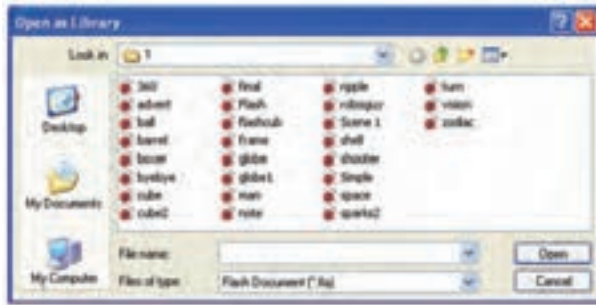 Open as Library
Look in: 1
360
advent
ball
barrel
boxer
byebye
cube
cube2
final
Flash
flashcub
frame
globe
globe1
man
note
ripple
roboguy
Scene 1
shell
shooter
Simple
space
sparks2
turn
vision
zodiac
Desktop
My Documents
My Computer
File name:
Open
Files of type: Flash Document (*.fla)
Cancel